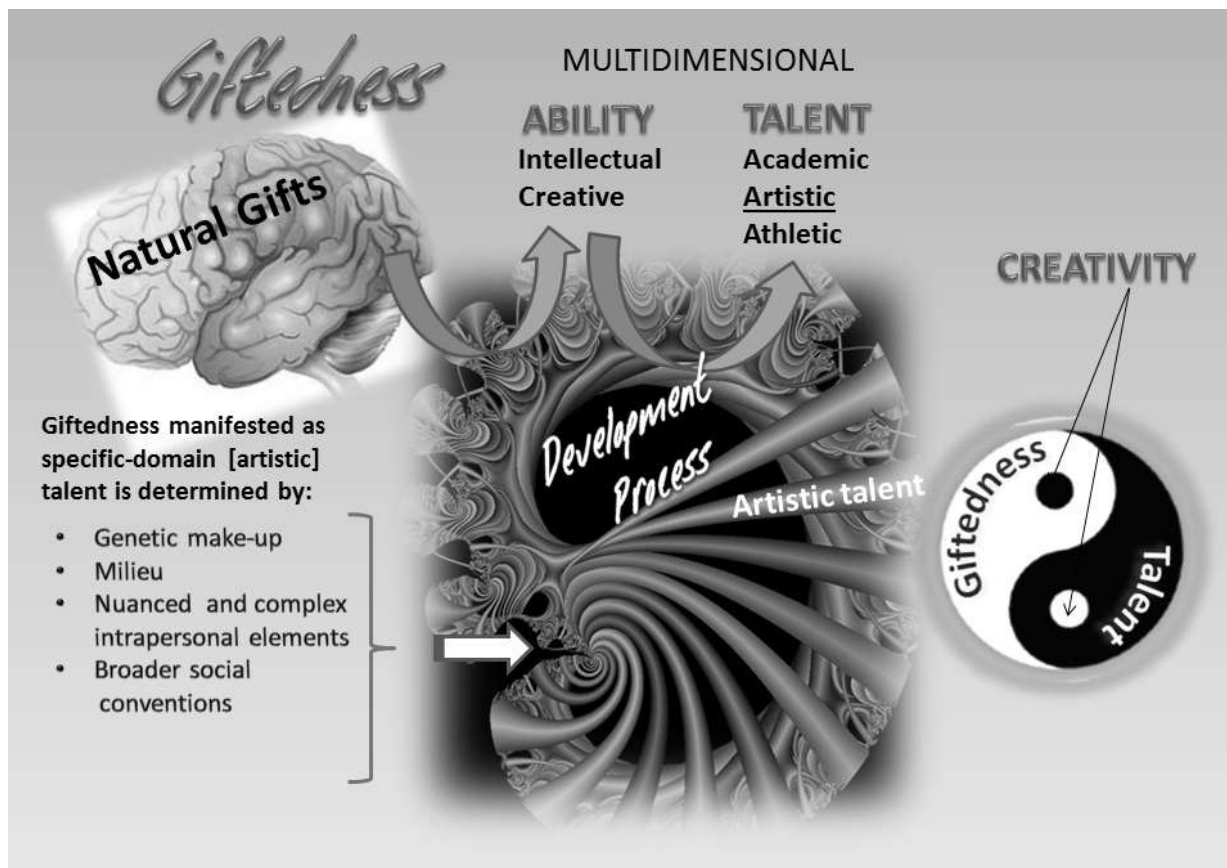 Giftedness
MULTIDIMENSIONAL
ABILITY
Intellectual
Creative
TALENT
Academic
Artistic
Athletic
Natural Gifts
CREATIVITY
Giftedness manifested as
specific-domain [artistic]
talent is determined by:
• Genetic make-up
• Milieu
• Nuanced and complex
intrapersonal elements
• Broader social
conventions
Development
Process
Artistic talent
Giftedness
Talent